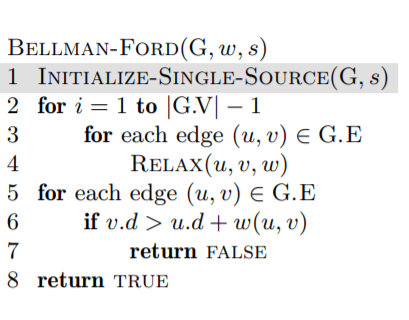 BELLMAN-FORD(G, w, s)
1 INITIALIZE-SINGLE-SOURCE(G, s)
2 for i = 1 to |G.V| − 1
3 for each edge (u, v) ∈ G.E
4 RELAX(u, v, w)
5 for each edge (u, v) ∈ G.E
6 if v.d > u.d + w(u, v)
7 return FALSE
8 return TRUE